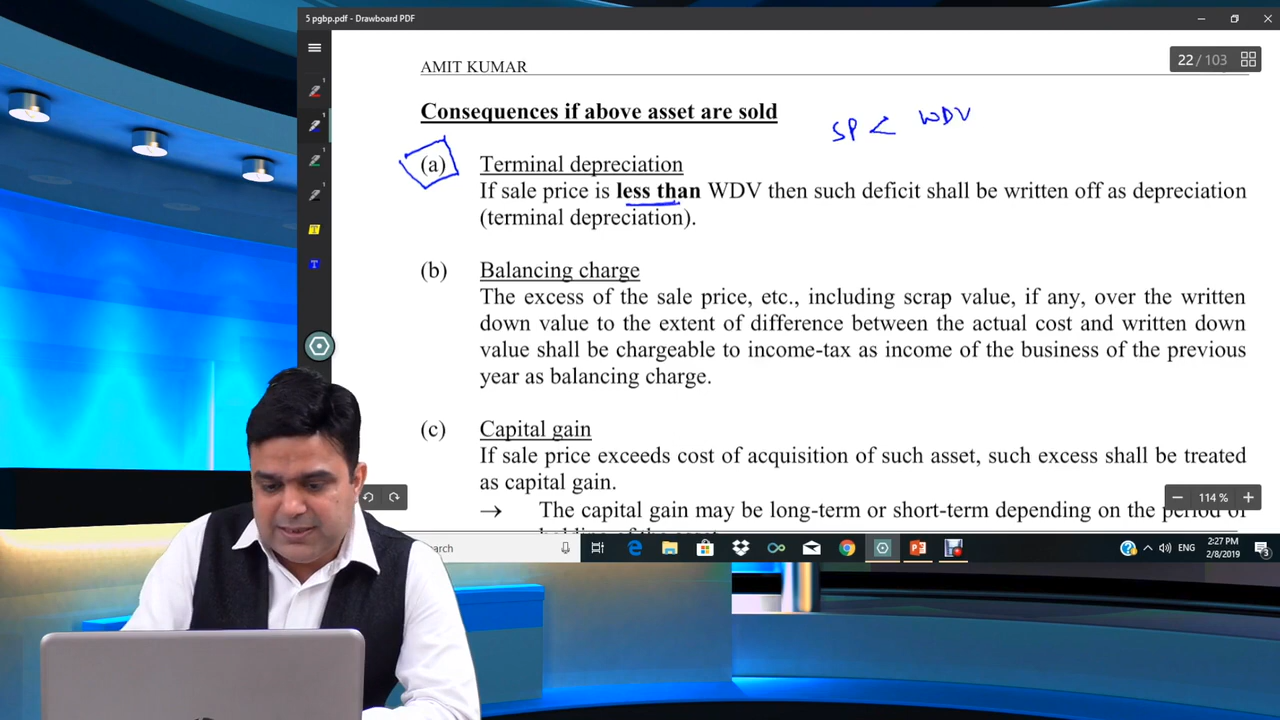 5 pgbp.pdf - Drawboard PDF
22 / 103
AMIT KUMAR
Consequences if above asset are sold
SP < WDV
(a) Terminal depreciation
If sale price is less than WDV then such deficit shall be written off as depreciation
(terminal depreciation).
(b) Balancing charge
The excess of the sale price, etc., including scrap value, if any, over the written
down value to the extent of difference between the actual cost and written down
value shall be chargeable to income-tax as income of the business of the previous
year as balancing charge.
(c) Capital gain
If sale price exceeds cost of acquisition of such asset, such excess shall be treated
as capital gain.
→ The capital gain may be long-term or short-term depending on the period of
114 %
earch
ENG
2:27 PM
2/8/2019
3